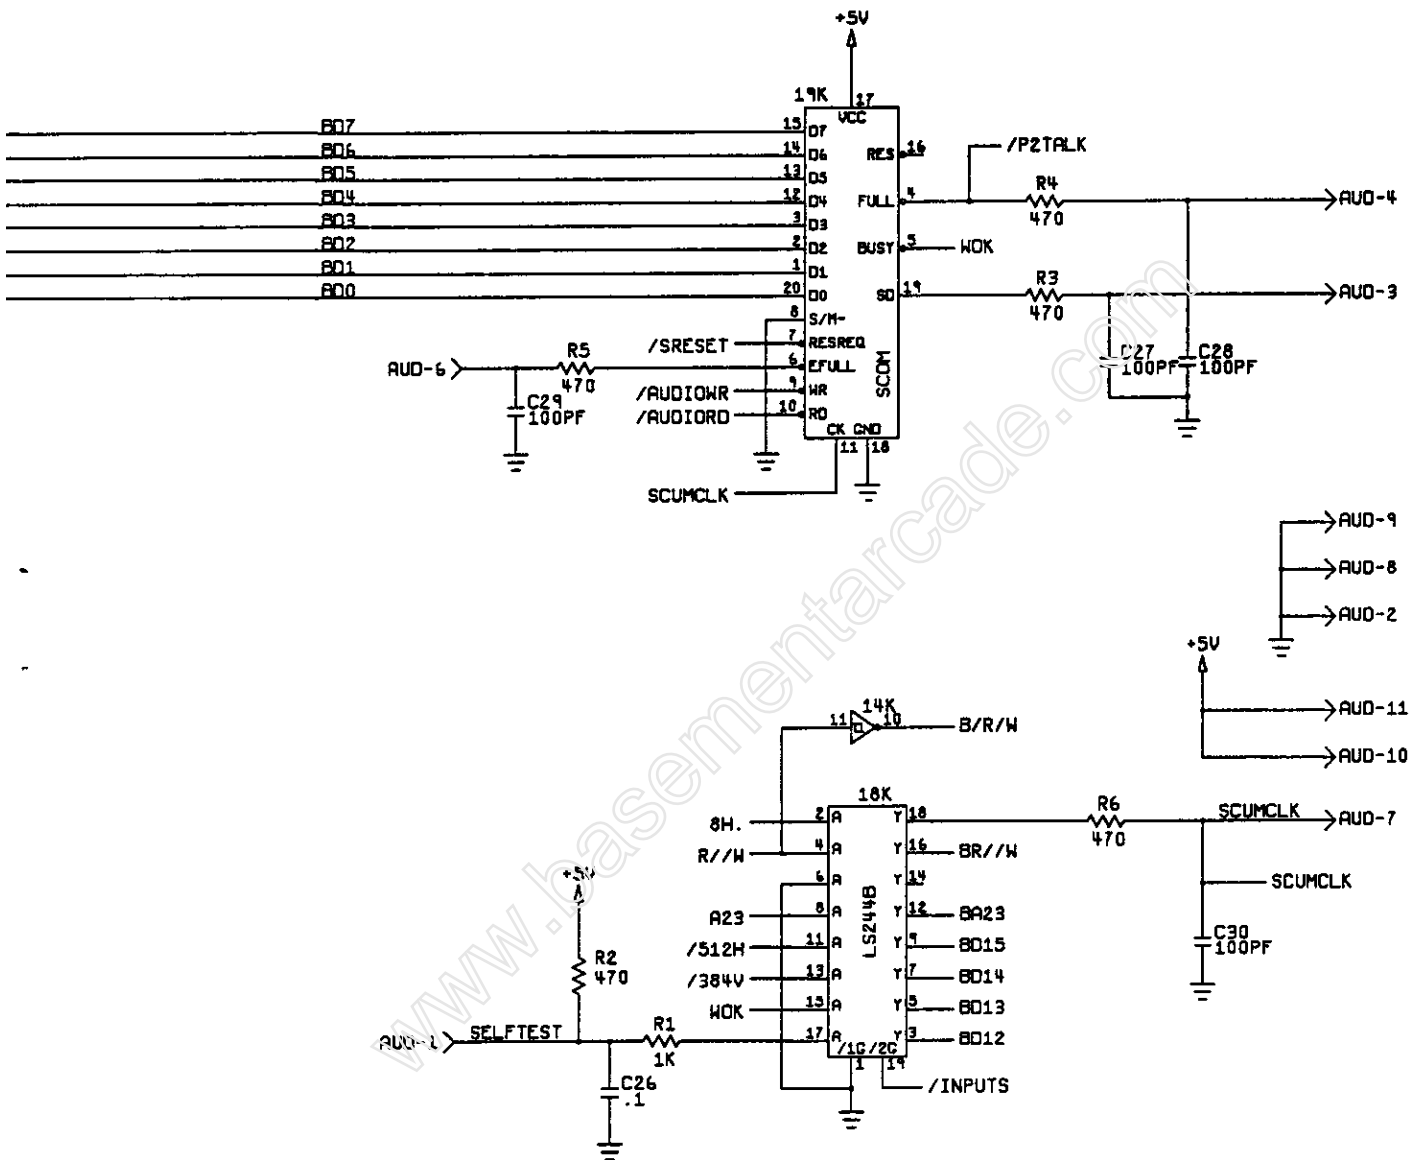 +5V
19K
17
VCC
BD7 15 D7
BD6 14 D6 RES 16 /P2TALK
BD5 13 D5 R4
BD4 12 D4 FULL 4 470 AUD-4
BD3 3 D3
BD2 2 D2 BUSY 5 WOK
BD1 1 D1 R3
BD0 20 D0 SD 19 470 AUD-3
8 S/M-
/SRESET 7 RESREQ
AUD-6 R5 470 6 EFULL
C27 100PF C28 100PF
C29 100PF
/AUDIOWR 9 WR
/AUDIORD 10 RD
SCOM
CK GND
11 18
SCUMCLK
AUD-9
AUD-8
AUD-2
+5V
AUD-11
AUD-10
14K
11 10 B/R/W
18K
8H. 2 A Y 18 R6 470 SCUMCLK AUD-7
R//W 4 A Y 16 BR//W
6 A Y 14 SCUMCLK
A23 8 A Y 12 BA23
/512H 11 A Y 9 BD15
C30 100PF
/384V 13 A Y 7 BD14
WOK 15 A Y 5 BD13
LS244B
+5V
R2
470
AUD-1 SELFTEST R1 1K 17 A Y 3 BD12
/1G /2G
1 19
/INPUTS
C26
.1
www.basementarcade.com